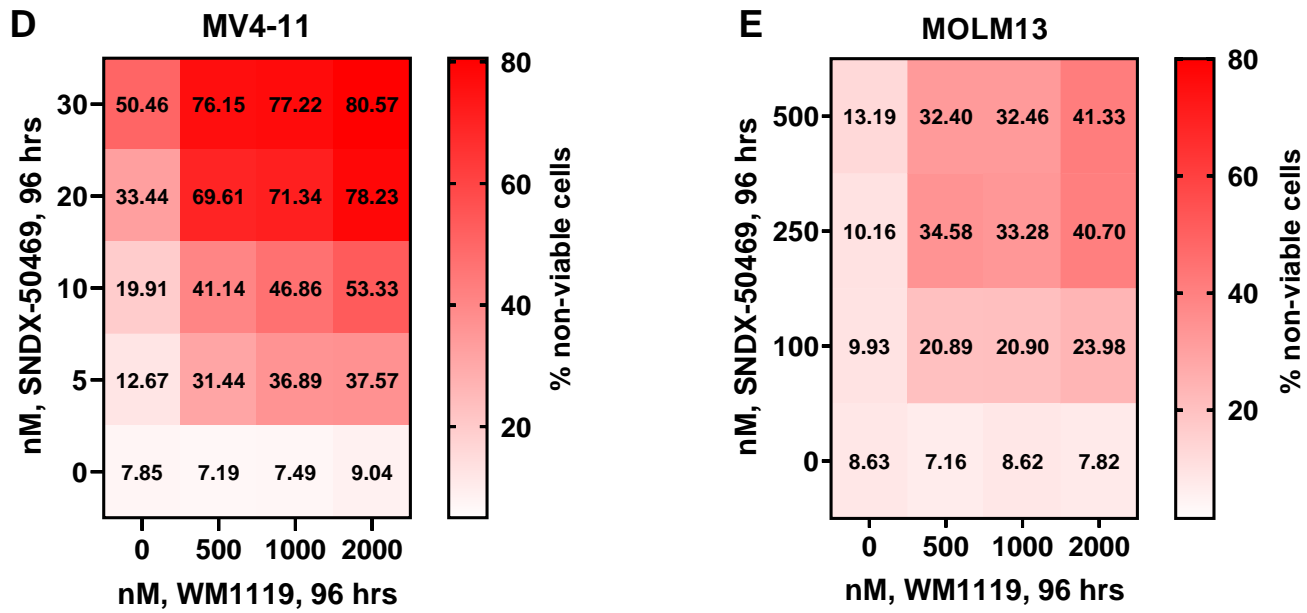 D
MV4-11
nM, SNDX-50469, 96 hrs
30 50.46 76.15 77.22 80.57
20 33.44 69.61 71.34 78.23
10 19.91 41.14 46.86 53.33
5 12.67 31.44 36.89 37.57
0 7.85 7.19 7.49 9.04
0 500 1000 2000
nM, WM1119, 96 hrs
80
60
40
20
% non-viable cells
E
MOLM13
nM, SNDX-50469, 96 hrs
500 13.19 32.40 32.46 41.33
250 10.16 34.58 33.28 40.70
100 9.93 20.89 20.90 23.98
0 8.63 7.16 8.62 7.82
0 500 1000 2000
nM, WM1119, 96 hrs
80
60
40
20
% non-viable cells